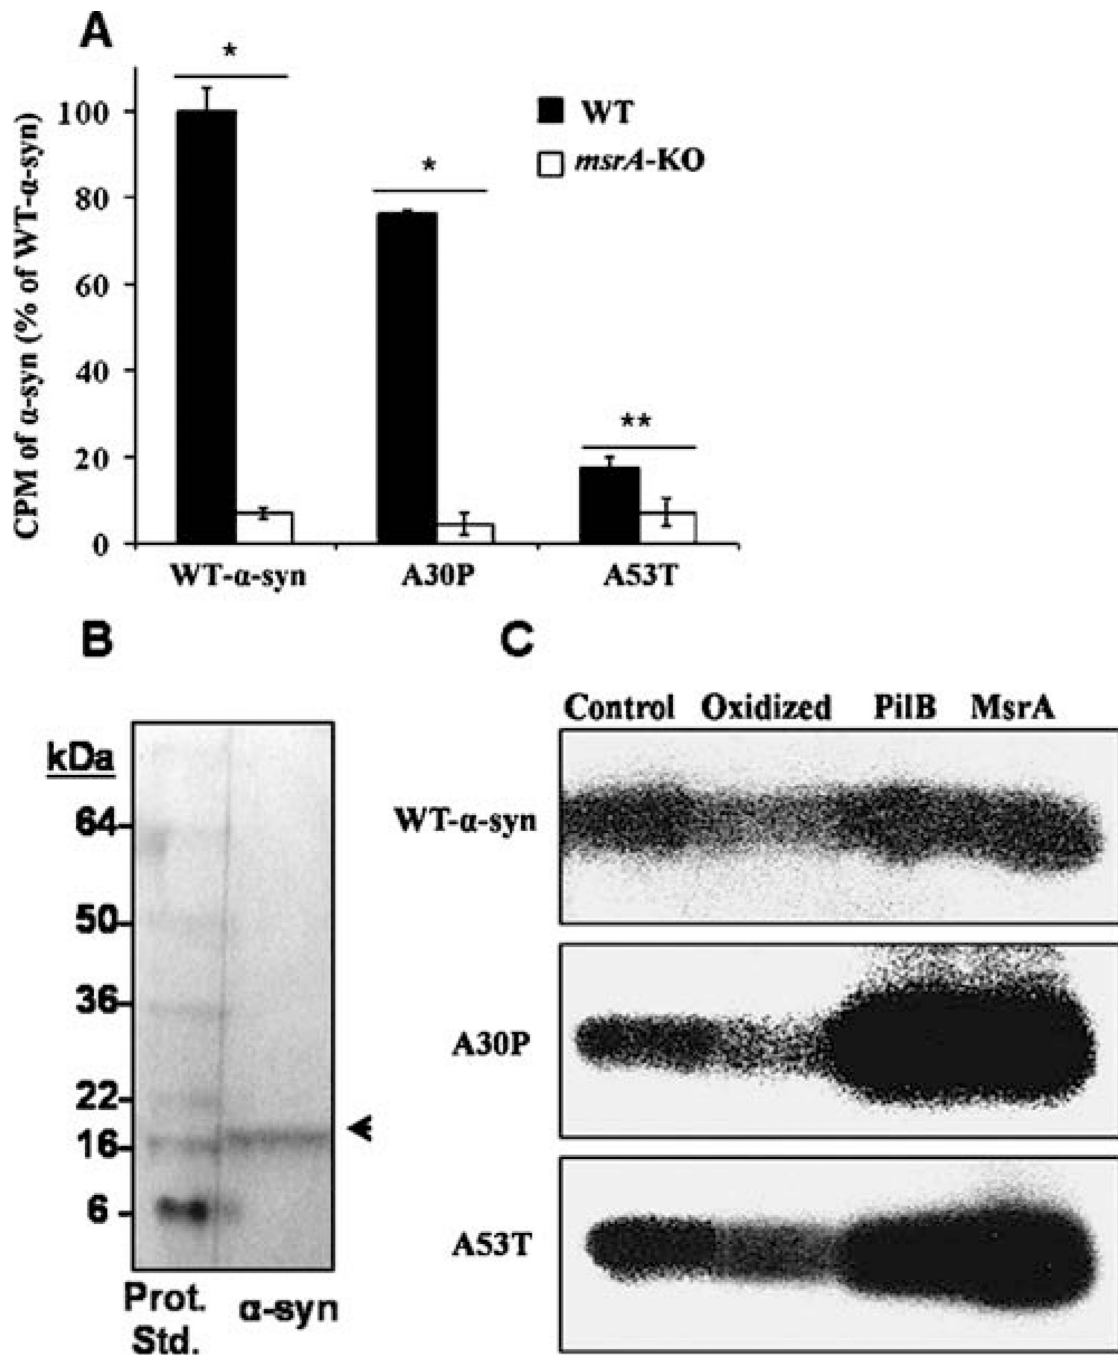 A
*
*
**
CPM of α-syn (% of WT-α-syn)
100
80
60
40
20
0
WT
msrA-KO
WT-α-syn A30P A53T
B
kDa
64
50
36
22
16
6
Prot. Std.
α-syn
C
Control Oxidized PilB MsrA
WT-α-syn
A30P
A53T